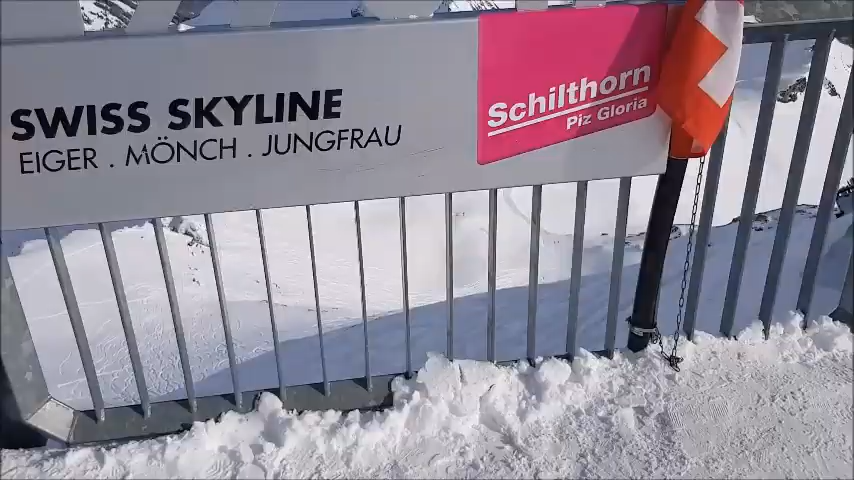 SWISS SKYLINE
EIGER . MÖNCH . JUNGFRAU
Schilthorn
Piz Gloria